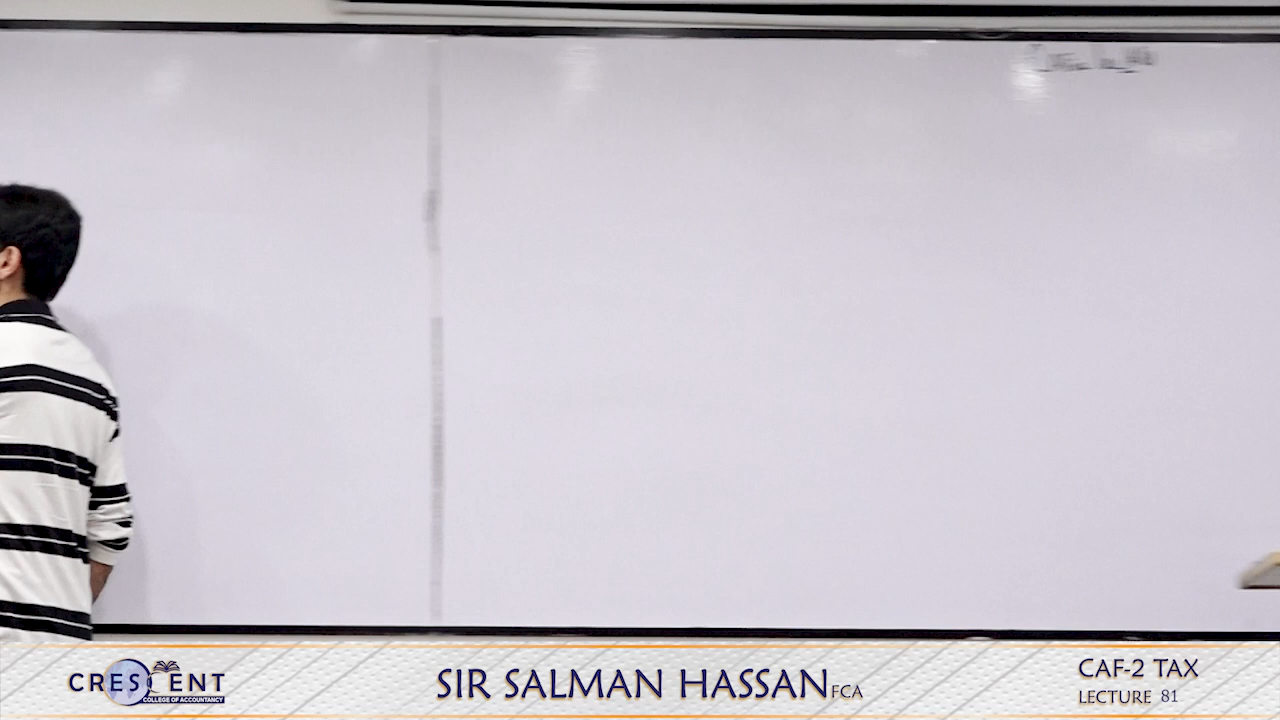 CRESCENT
COLLEGE OF ACCOUNTANCY
SIR SALMAN HASSAN FCA
CAF-2 TAX
LECTURE 81